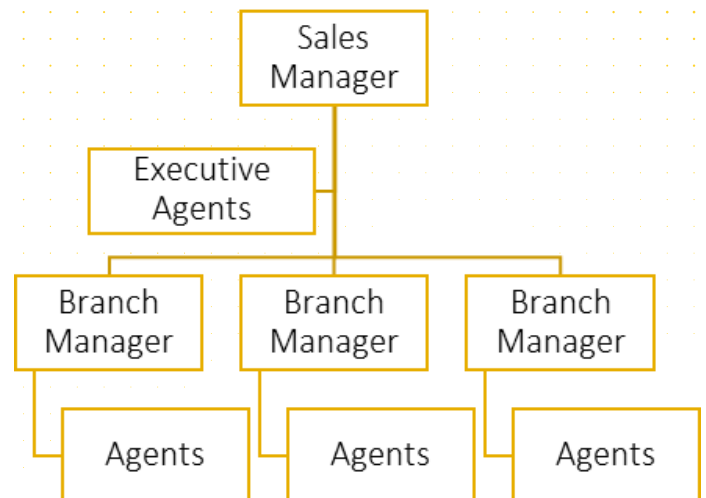 Sales
Manager
Executive
Agents
Branch
Manager
Branch
Manager
Branch
Manager
Agents
Agents
Agents